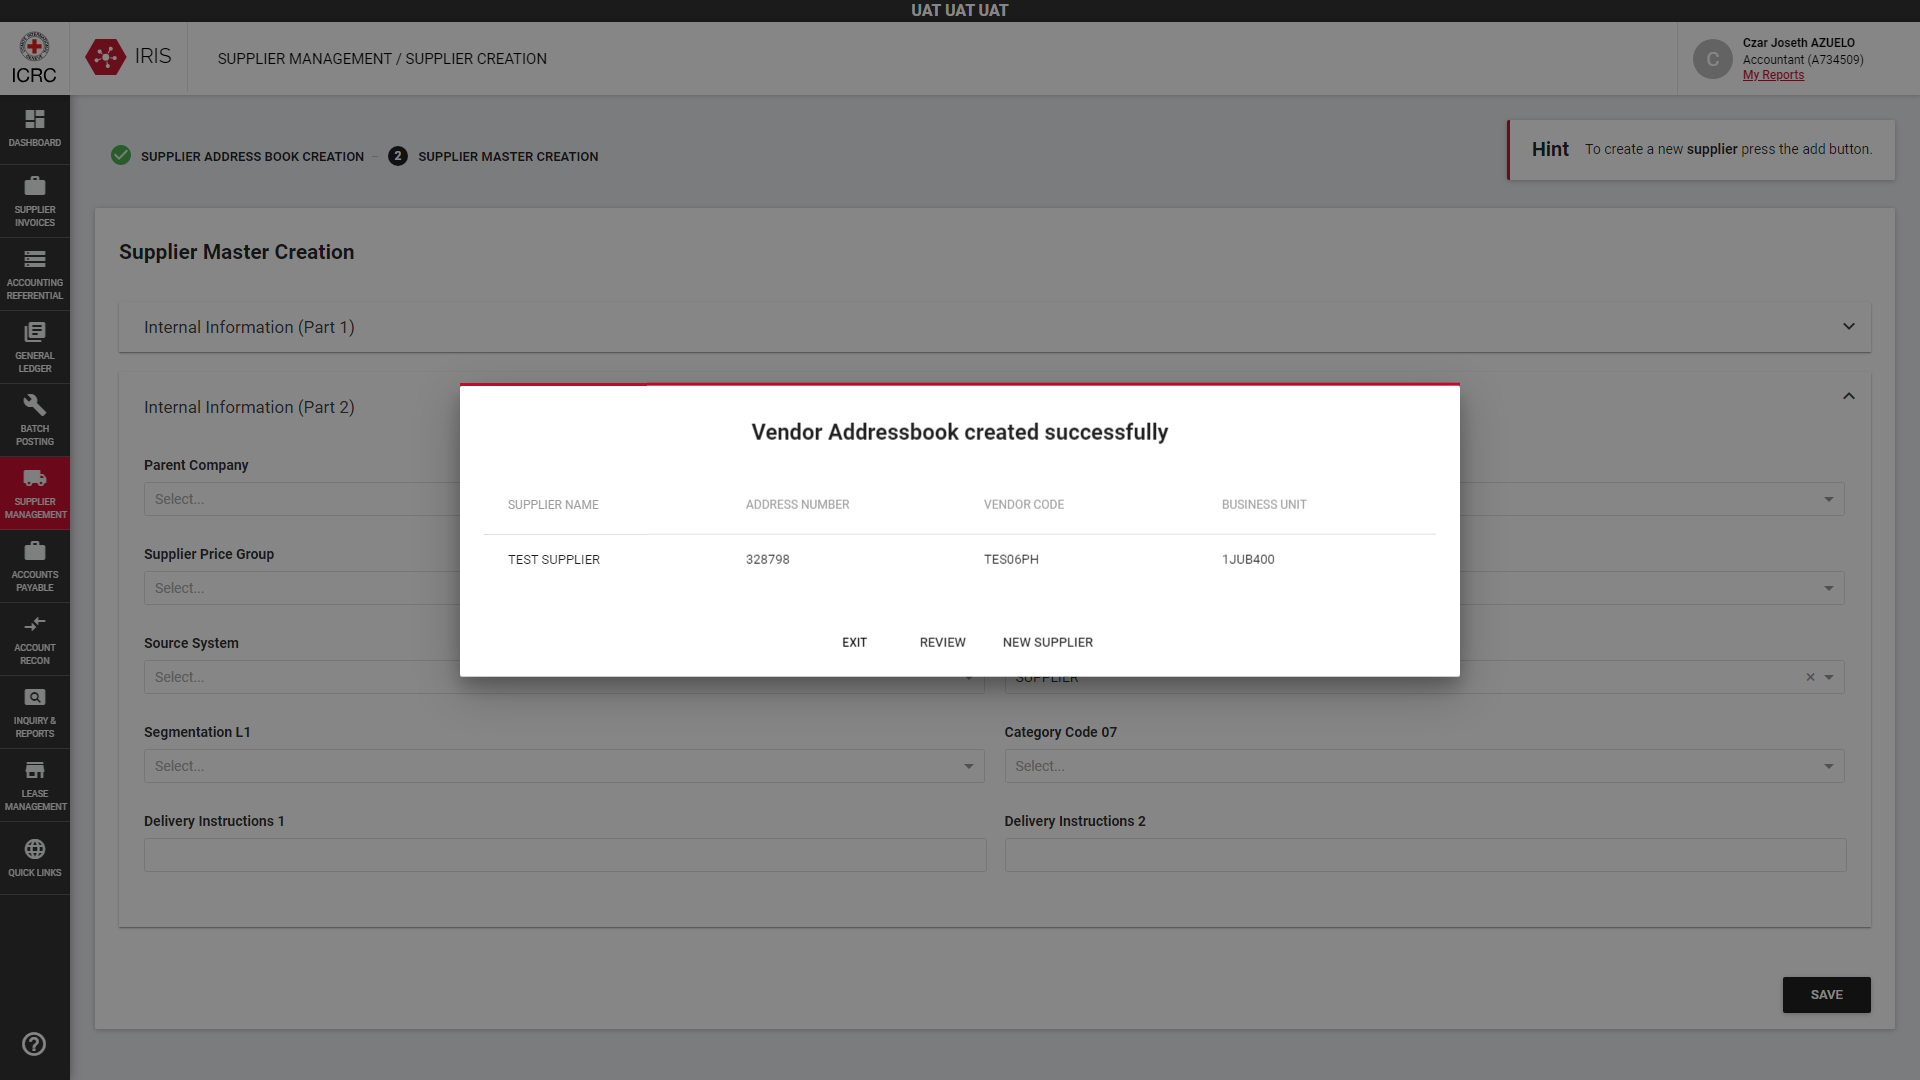 UAT UAT UAT
ICRC
IRIS
SUPPLIER MANAGEMENT / SUPPLIER CREATION
C
Czar Joseth AZUELO
Accountant (A734509)
My Reports
DASHBOARD
SUPPLIER
INVOICES
ACCOUNTING
REFERENTIAL
GENERAL
LEDGER
BATCH
POSTING
SUPPLIER
MANAGEMENT
ACCOUNTS
PAYABLE
ACCOUNT
RECON
INQUIRY &
REPORTS
LEASE
MANAGEMENT
QUICK LINKS
SUPPLIER ADDRESS BOOK CREATION
2 SUPPLIER MASTER CREATION
Hint To create a new supplier press the add button.
Supplier Master Creation
Internal Information (Part 1)
Internal Information (Part 2)
Parent Company
Select...
Supplier Price Group
Select...
Source System
Select...
SUPPLIER
Segmentation L1
Category Code 07
Select...
Select...
Delivery Instructions 1
Delivery Instructions 2
SAVE
Vendor Addressbook created successfully
SUPPLIER NAME ADDRESS NUMBER VENDOR CODE BUSINESS UNIT
TEST SUPPLIER 328798 TES06PH 1JUB400
EXIT REVIEW NEW SUPPLIER